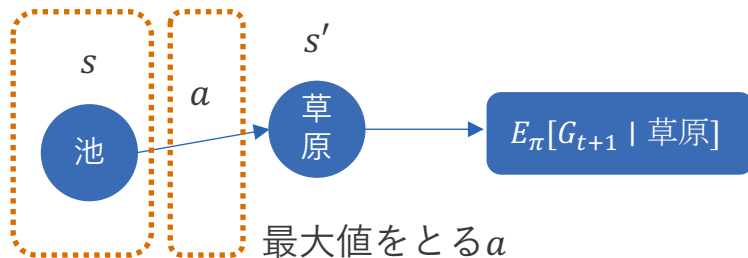 s
a
s′
池
草原
E_π[G_{t+1} | 草原]
最大値をとるa